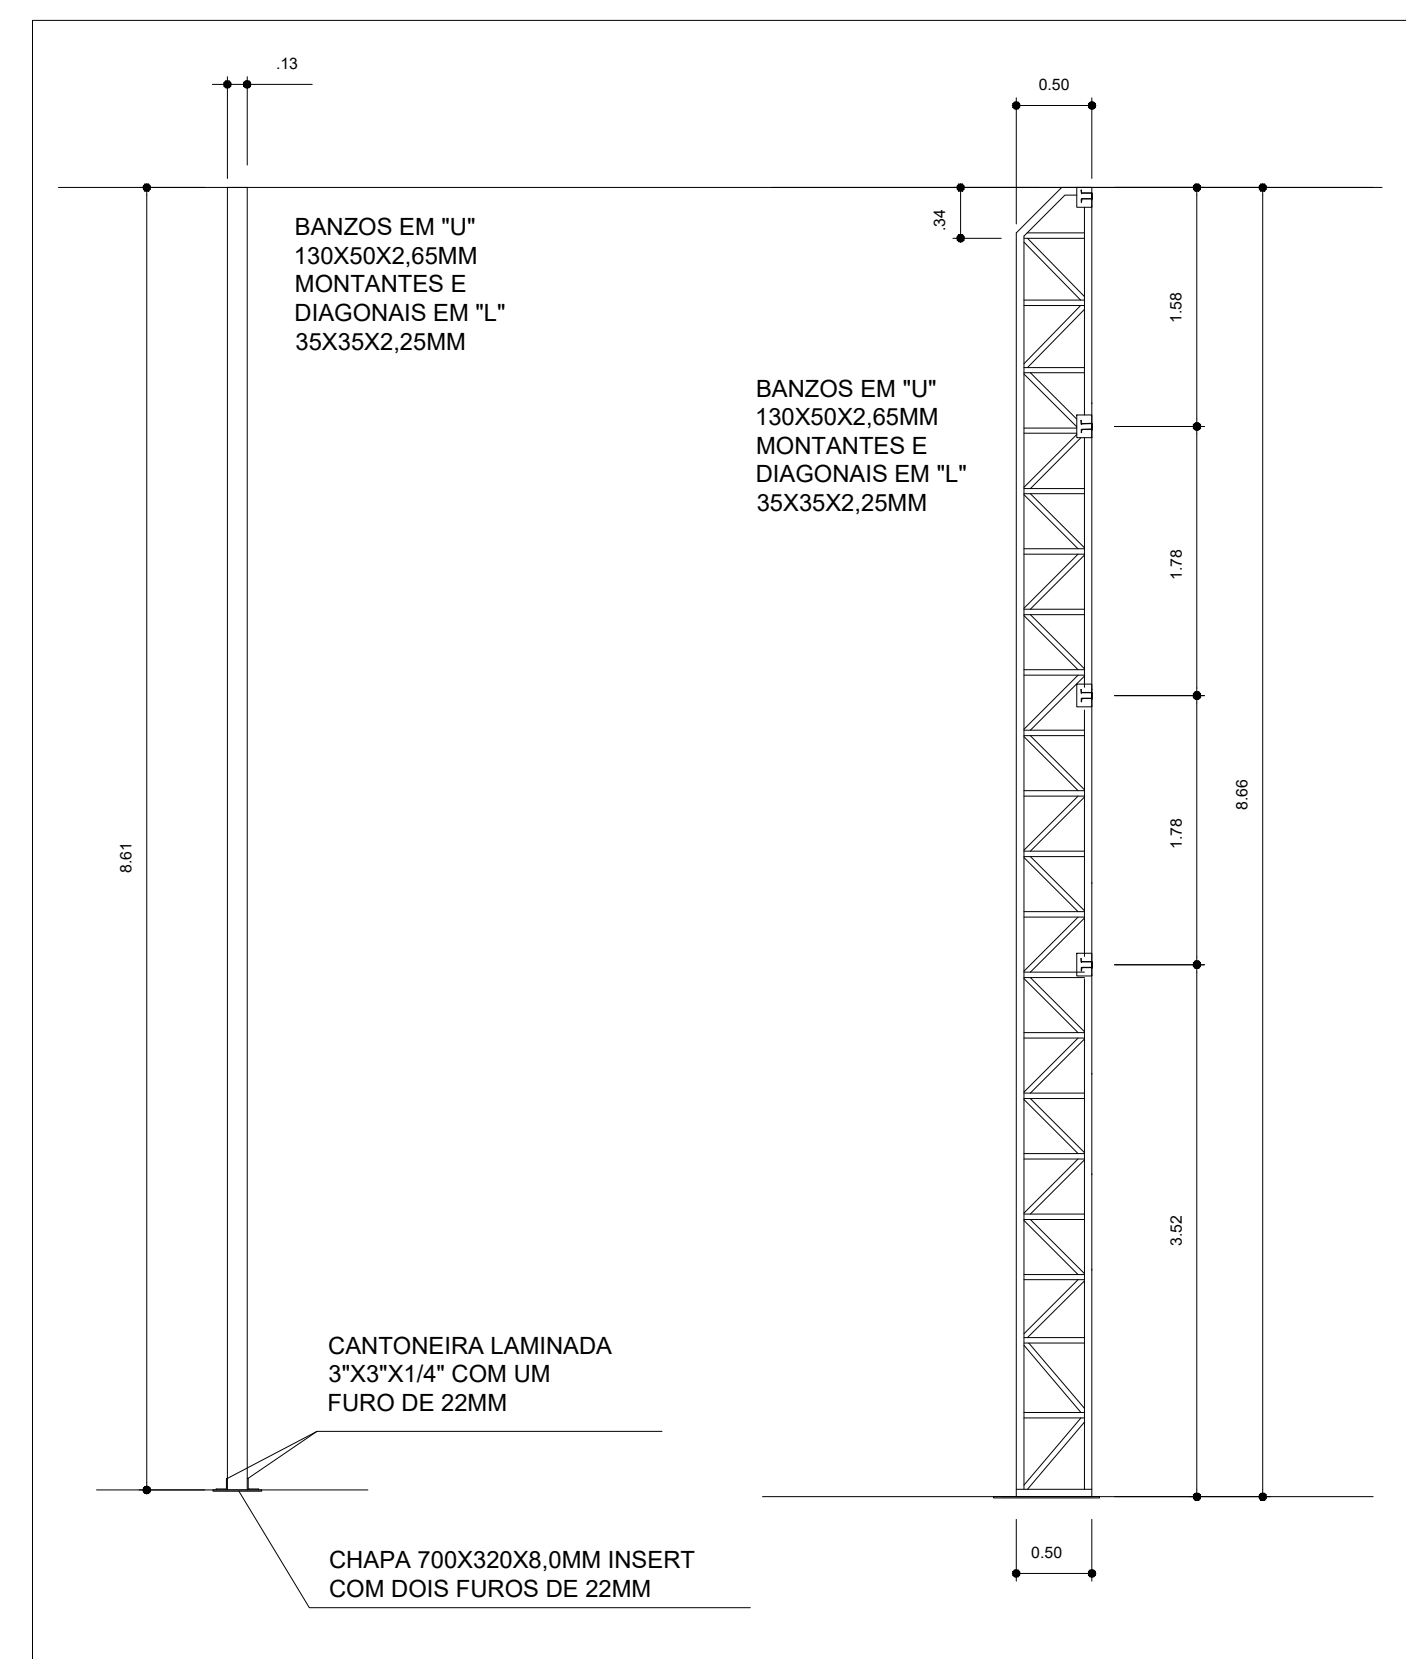 .13
0.50
BANZOS EM "U"
130X50X2,65MM
MONTANTES E
DIAGONAIS EM "L"
35X35X2,25MM
.34
1.58
BANZOS EM "U"
130X50X2,65MM
MONTANTES E
DIAGONAIS EM "L"
35X35X2,25MM
1.78
8.66
1.78
8.61
3.52
CANTONEIRA LAMINADA
3"X3"X1/4" COM UM
FURO DE 22MM
CHAPA 700X320X8,0MM INSERT
COM DOIS FUROS DE 22MM
0.50